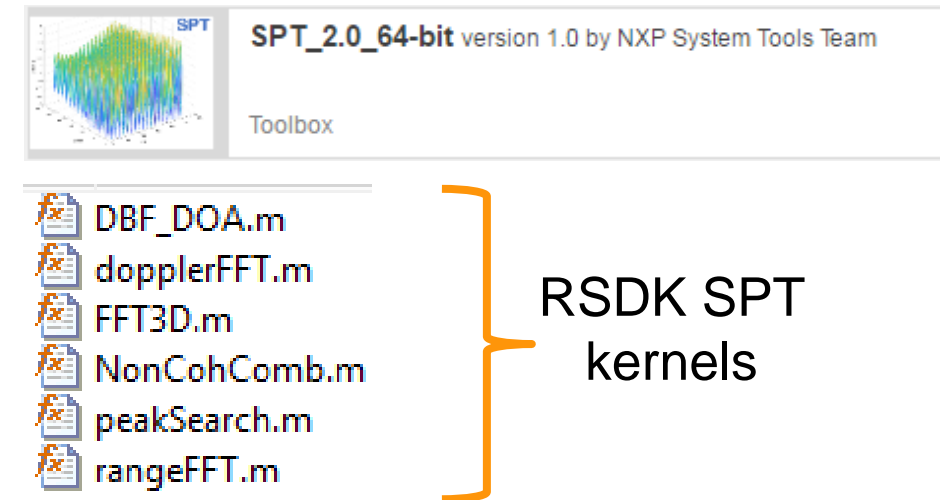 SPT
SPT_2.0_64-bit version 1.0 by NXP System Tools Team
Toolbox
DBF_DOA.m
dopplerFFT.m
FFT3D.m
NonCohComb.m
peakSearch.m
rangeFFT.m
RSDK SPT
kernels